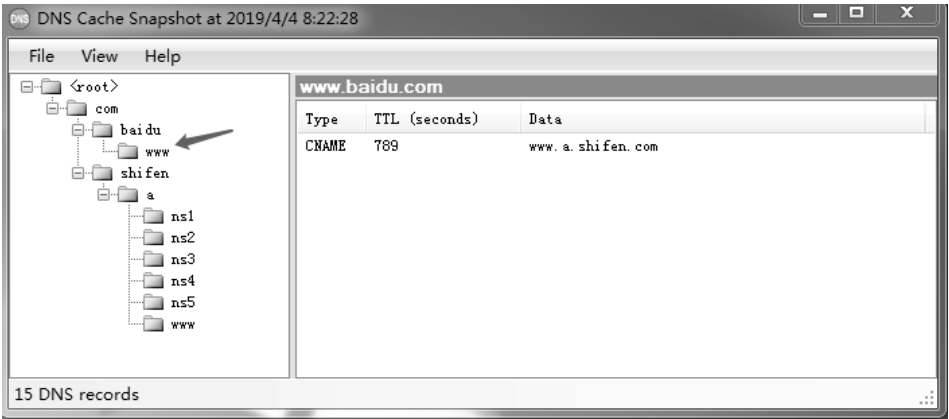 DNS DNS Cache Snapshot at 2019/4/4 8:22:28
File View Help
<root>
com
baidu
www
shifen
a
ns1
ns2
ns3
ns4
ns5
www
www.baidu.com
Type TTL (seconds) Data
CNAME 789 www.a.shifen.com
15 DNS records